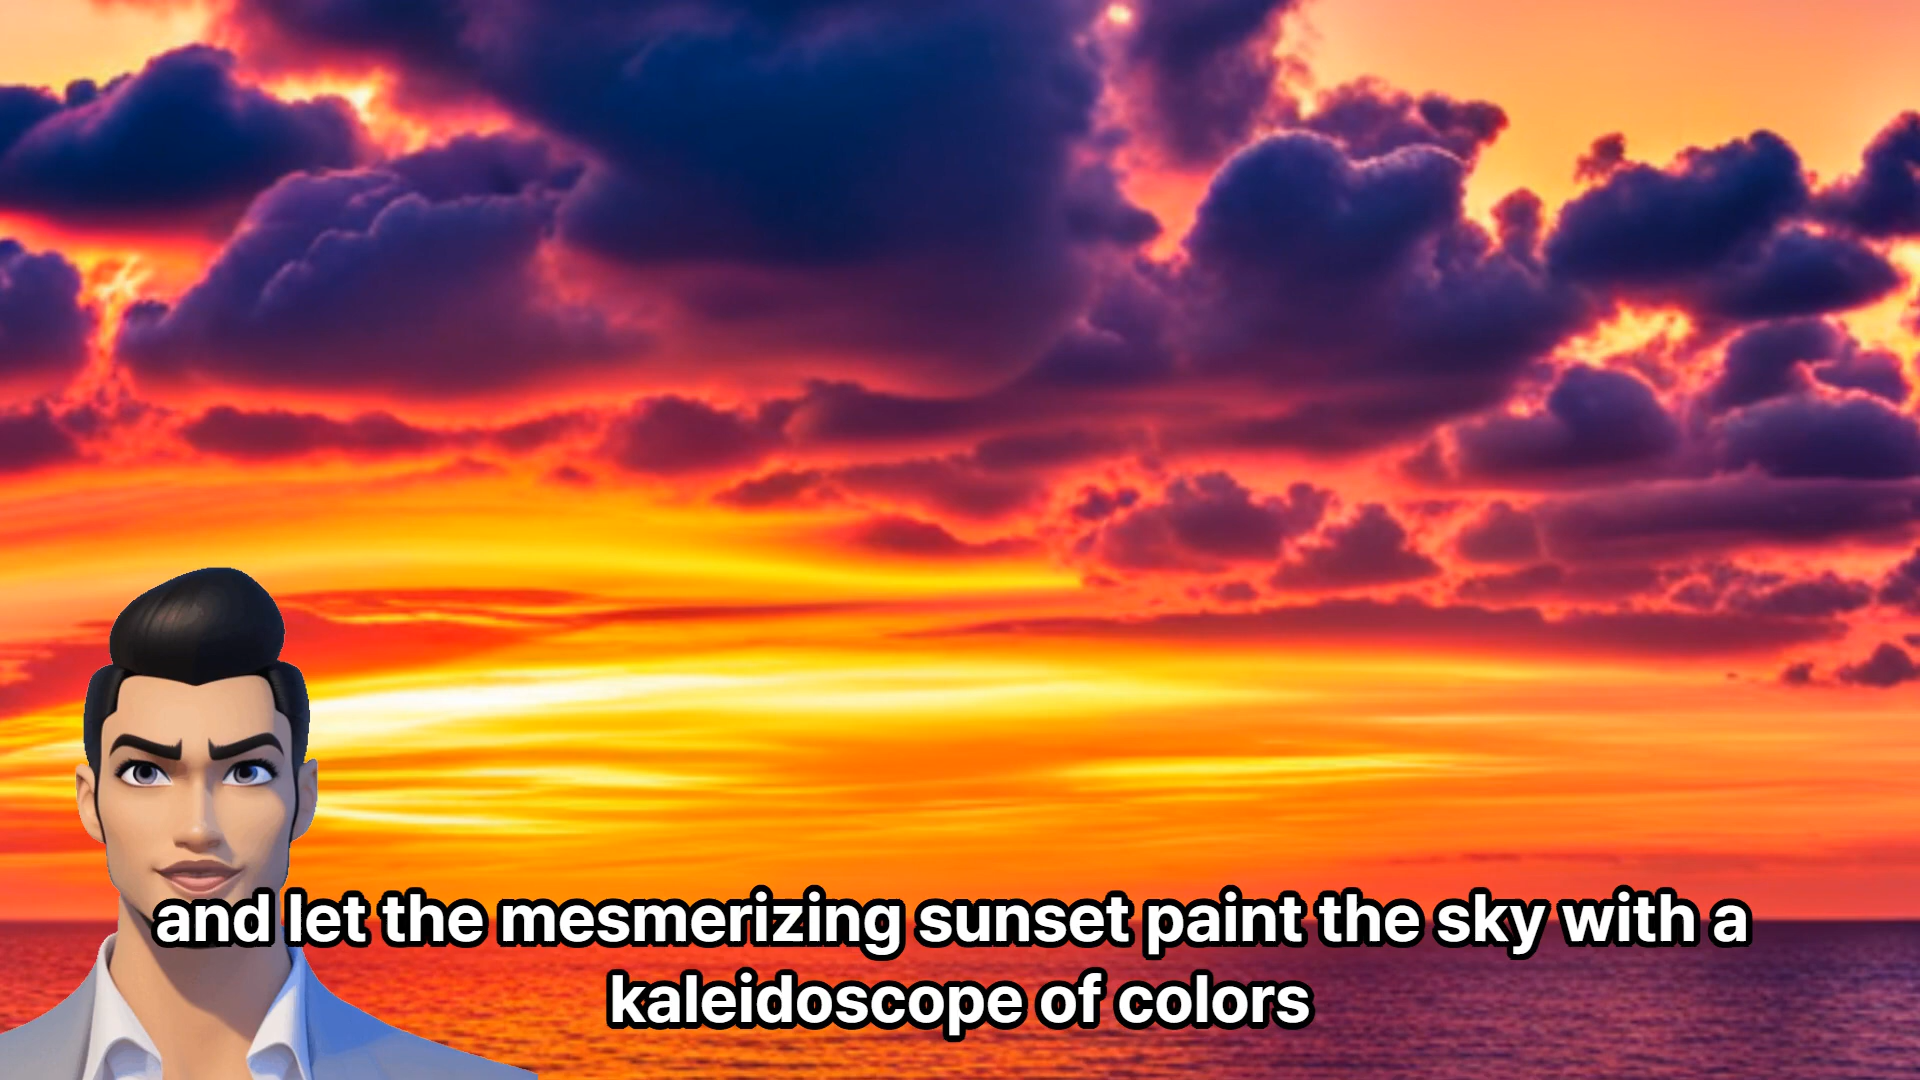 and let the mesmerizing sunset paint the sky with a
kaleidoscope of colors